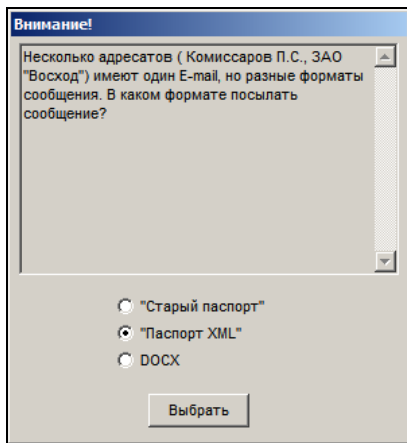 Внимание!
Несколько адресатов ( Комиссаров П.С., ЗАО
"Восход") имеют один E-mail, но разные форматы
сообщения. В каком формате посылать
сообщение?
"Старый паспорт"
"Паспорт XML"
DOCX
Выбрать